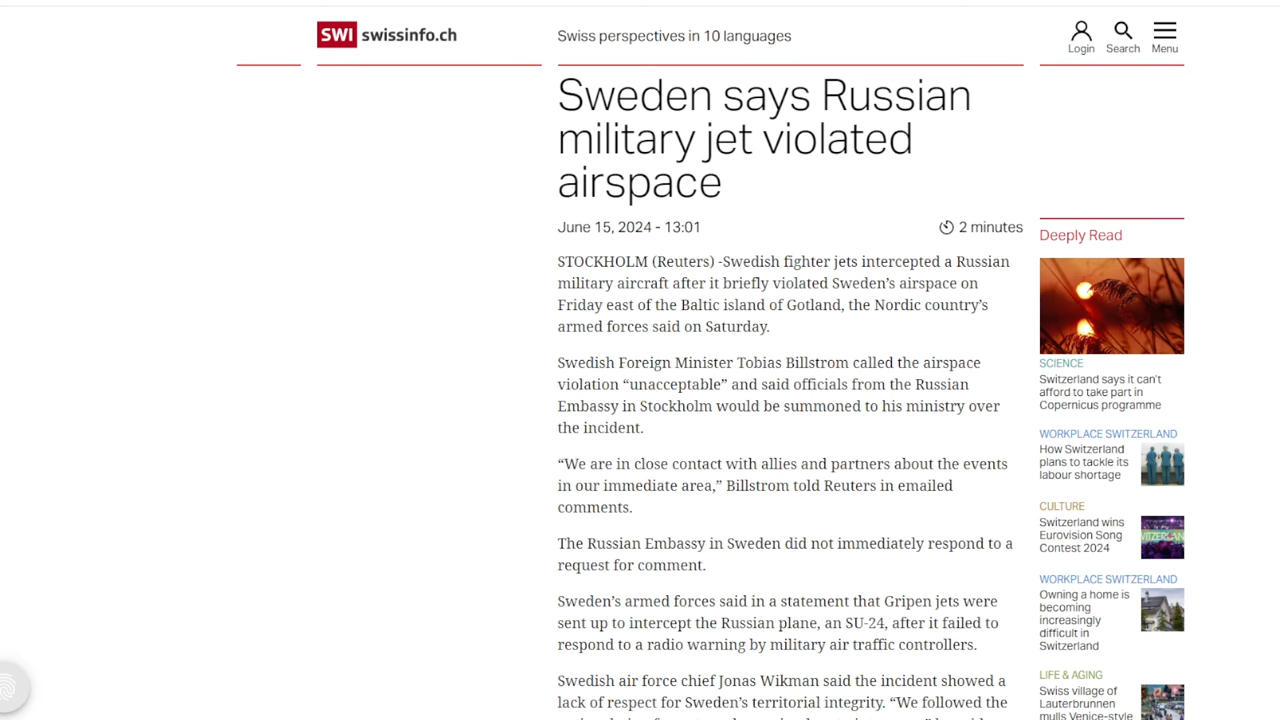 SWI swissinfo.ch
Swiss perspectives in 10 languages
Login
Search
Menu
Sweden says Russian
military jet violated
airspace
June 15, 2024 - 13:01
2 minutes
STOCKHOLM (Reuters) -Swedish fighter jets intercepted a Russian
military aircraft after it briefly violated Sweden’s airspace on
Friday east of the Baltic island of Gotland, the Nordic country’s
armed forces said on Saturday.
Swedish Foreign Minister Tobias Billstrom called the airspace
violation “unacceptable” and said officials from the Russian
Embassy in Stockholm would be summoned to his ministry over
the incident.
“We are in close contact with allies and partners about the events
in our immediate area,” Billstrom told Reuters in emailed
comments.
The Russian Embassy in Sweden did not immediately respond to a
request for comment.
Sweden’s armed forces said in a statement that Gripen jets were
sent up to intercept the Russian plane, an SU-24, after it failed to
respond to a radio warning by military air traffic controllers.
Swedish air force chief Jonas Wikman said the incident showed a
lack of respect for Sweden’s territorial integrity. “We followed the
Deeply Read
SCIENCE
Switzerland says it can’t
afford to take part in
Copernicus programme
WORKPLACE SWITZERLAND
How Switzerland
plans to tackle its
labour shortage
CULTURE
Switzerland wins
Eurovision Song
Contest 2024
WORKPLACE SWITZERLAND
Owning a home is
becoming
increasingly
difficult in
Switzerland
LIFE & AGING
Swiss village of
Lauterbrunnen
mulls Venice-style